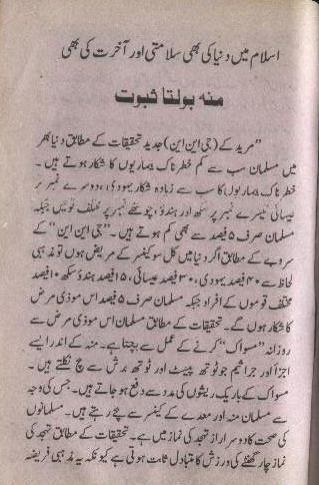 اسلام میں دنیا کی بھی سلامتی اور آخرت کی بھی
منہ بولتا ثبوت
"مرید کے (جی این این) جدید تحقیقات کے مطابق دنیا بھر
میں مسلمان سب سے کم خطرناک بیماریوں کا شکار ہوتے ہیں۔
خطرناک بیماریوں کا سب سے زیادہ شکار یہودی، دوسرے نمبر پر
عیسائی تیسرے نمبر پر سکھ اور ہندو، چوتھے نمبر پر مختلف قومیں جبکہ
مسلمان صرف ۵ فیصد سے بھی کم ہوتے ہیں۔ "جی این این" کے
سروے کے مطابق اگر دنیا میں کل سو کینسر کے مریض ہوں تو مذہبی
لحاظ سے ۴۰ فیصد یہودی، ۳۰ فیصد عیسائی، ۱۵ فیصد ہندو سکھ ۱۰ فیصد
مختلف قوموں کے افراد جبکہ مسلمان صرف ۵ فیصد اس موذی مرض
کا شکار ہوں گے۔ تحقیقات کے مطابق مسلمان اس موذی مرض سے
روزانہ "مسواک" کرنے کے عمل سے بچتا ہے۔ منہ کے اندر ایسے
اجزا اور جراثیم جو ٹوتھ پیسٹ اور ٹوتھ برش سے بچ نکلتے ہیں۔
مسواک کے باریک ریشوں کی مدد سے دفع ہو جاتے ہیں۔ جس کی وجہ
سے مسلمان منہ اور معدے کے کینسر سے بچے رہتے ہیں۔ مسلمانوں
کی صحت کا دوسرا راز تہجد کی نماز میں ہے۔ تحقیقات کے مطابق تہجد کی
نماز چار گھنٹے کی ورزش کا متبادل ثابت ہوتی ہے کیونکہ یہ مذہبی فریضہ